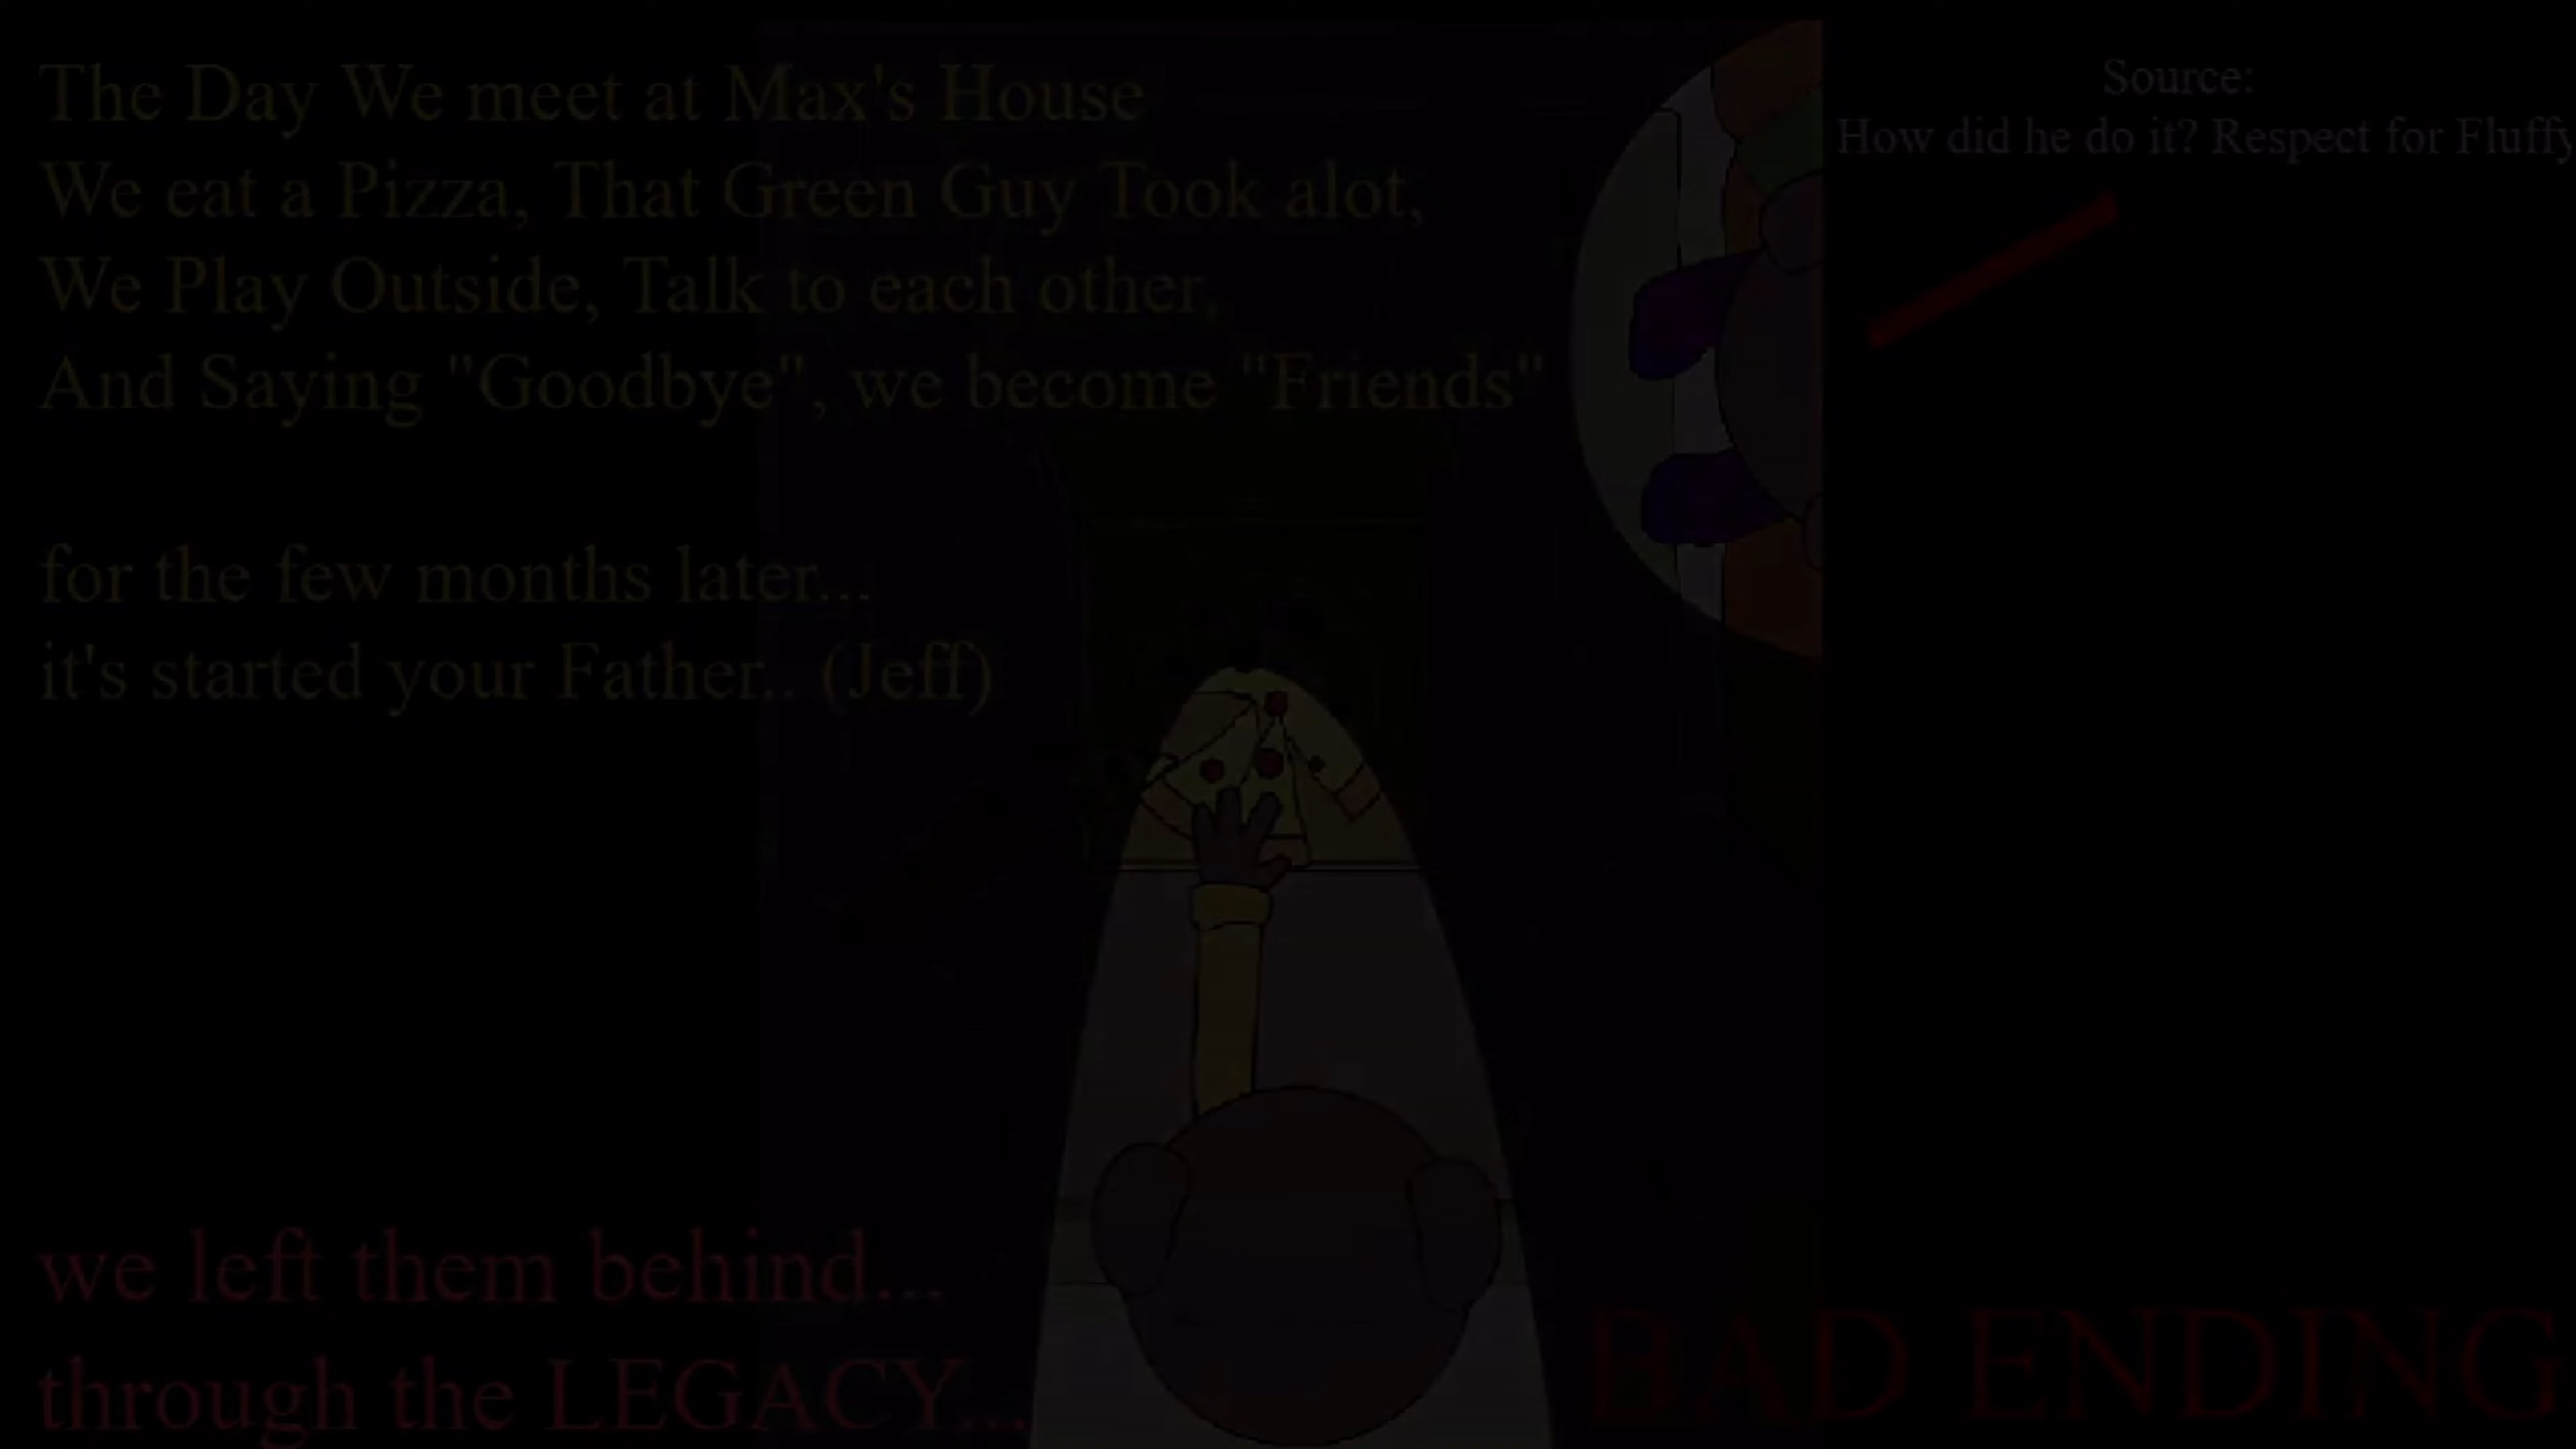 The Day We meet at Max's House
We eat a Pizza, That Green Guy Took alot,
We Play Outside, Talk to each other,
And Saying "Goodbye", we become "Friends"
for the few months later...
it's started your Father.. (Jeff)
Source:
How did he do it? Respect for Fluffy
we left them behind...
through the LEGACY...
BAD ENDING